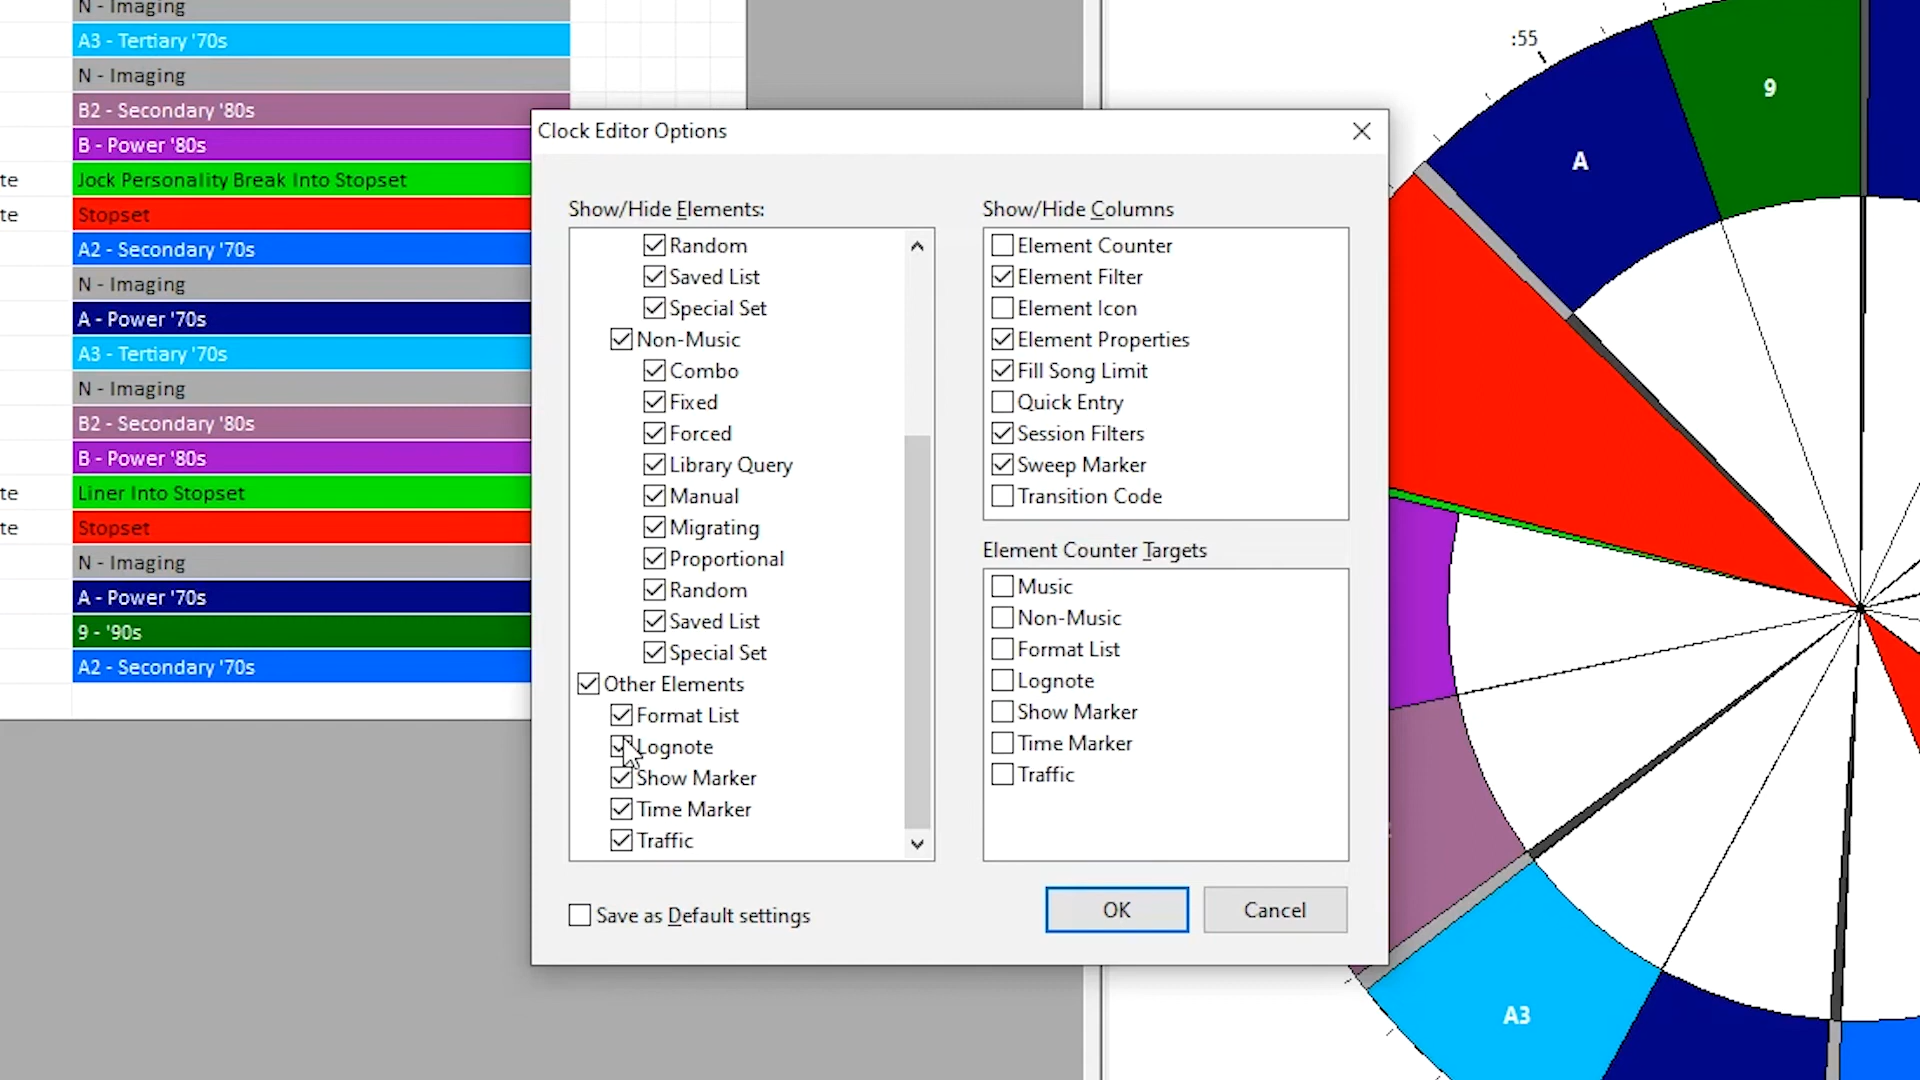 N - Imaging
A3 - Tertiary '70s
N - Imaging
B2 - Secondary '80s
B - Power '80s
te
Jock Personality Break Into Stopset
te
Stopset
A2 - Secondary '70s
N - Imaging
A - Power '70s
A3 - Tertiary '70s
N - Imaging
B2 - Secondary '80s
B - Power '80s
te
Liner Into Stopset
te
Stopset
N - Imaging
A - Power '70s
9 - '90s
A2 - Secondary '70s
Clock Editor Options
Show/Hide Elements:
Random
Saved List
Special Set
Non-Music
Combo
Fixed
Forced
Library Query
Manual
Migrating
Proportional
Random
Saved List
Special Set
Other Elements
Format List
Lognote
Show Marker
Time Marker
Traffic
Save as Default settings
Show/Hide Columns
Element Counter
Element Filter
Element Icon
Element Properties
Fill Song Limit
Quick Entry
Session Filters
Sweep Marker
Transition Code
Element Counter Targets
Music
Non-Music
Format List
Lognote
Show Marker
Time Marker
Traffic
OK
Cancel
:55
9
A
A3